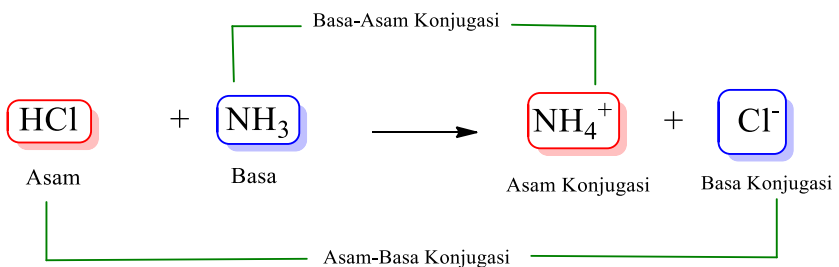 Basa-Asam Konjugasi
HCl + NH₃ → NH₄⁺ + Cl⁻
Asam Basa Asam Konjugasi Basa Konjugasi
Asam-Basa Konjugasi